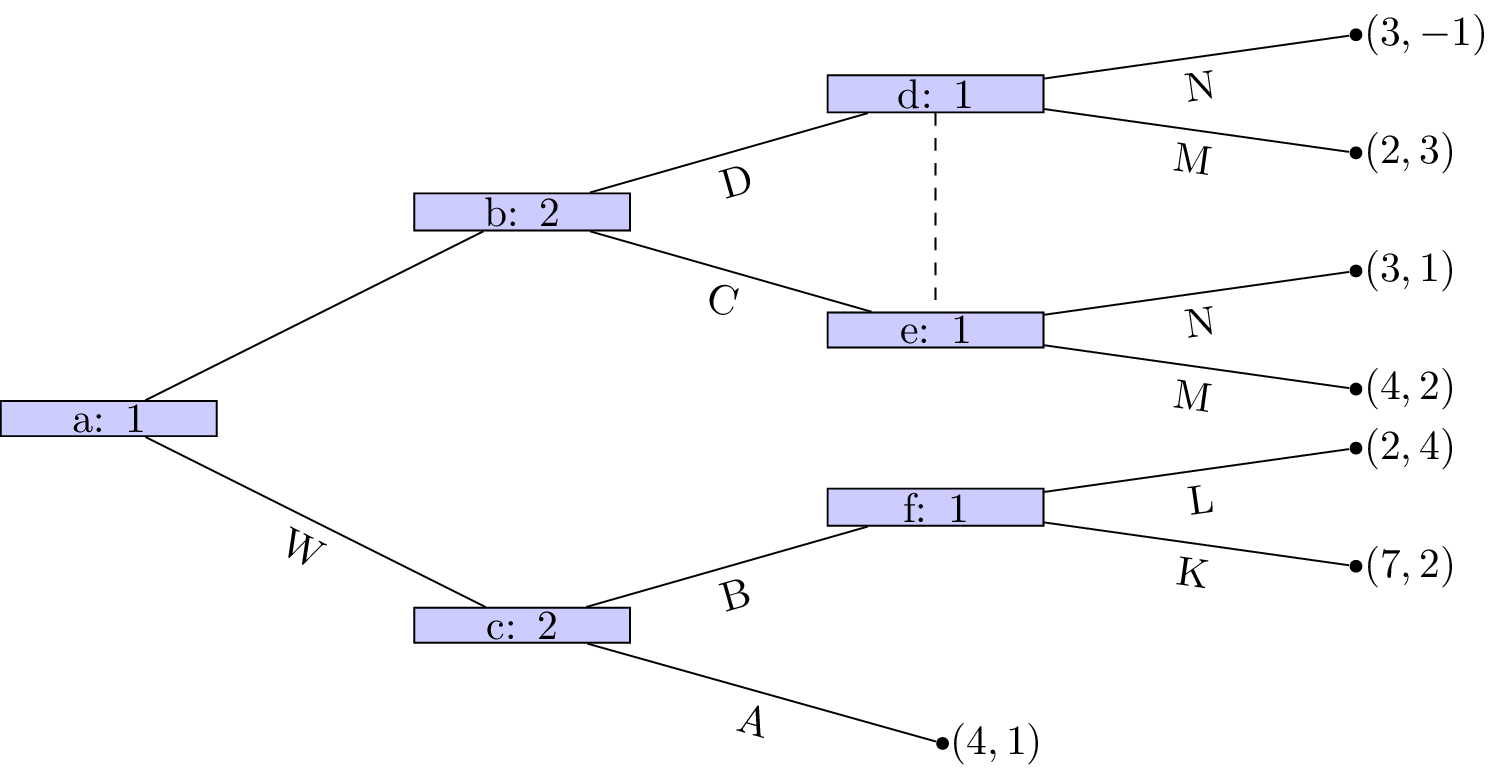 (3, −1)
d: 1
N
M
(2, 3)
D
b: 2
C
(3, 1)
e: 1
N
M
(4, 2)
a: 1
(2, 4)
f: 1
L
K
(7, 2)
W
B
c: 2
A
(4, 1)